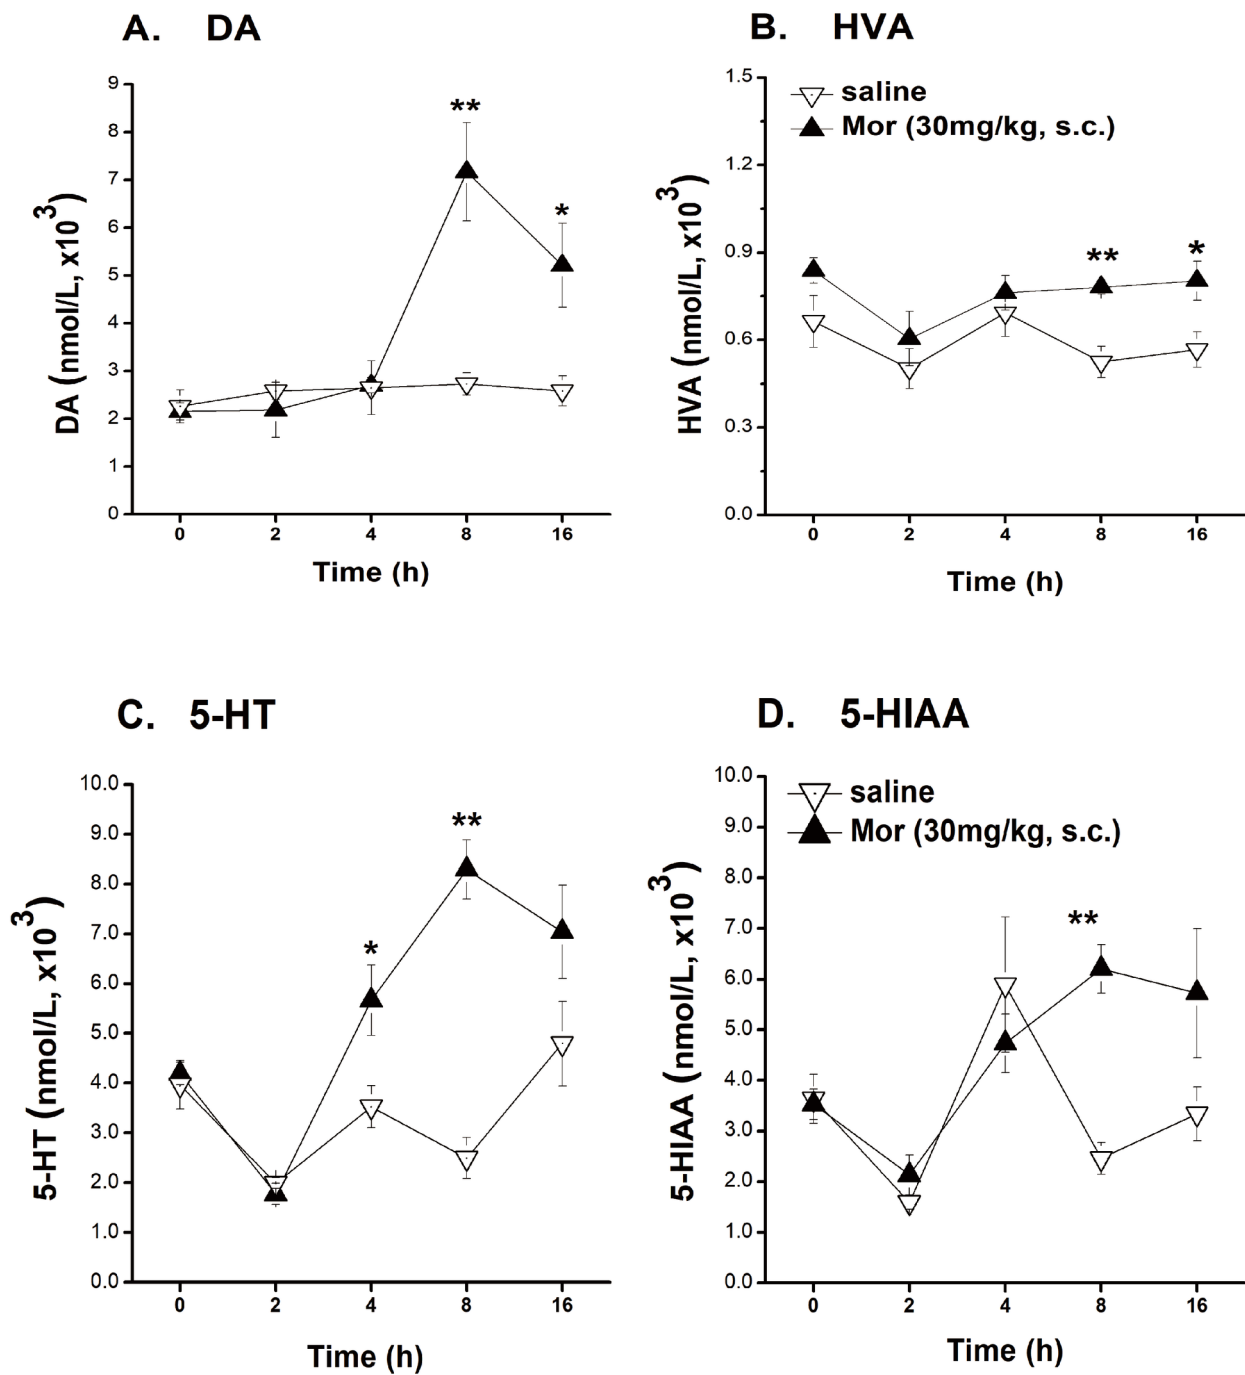 A. DA
9
8
7
6
5
4
3
2
1
0
**
*
DA (nmol/L, x10³)
0 2 4 8 16
Time (h)
B. HVA
1.5
1.2
0.9
0.6
0.3
0.0
saline
Mor (30mg/kg, s.c.)
**
*
HVA (nmol/L, x10³)
0 2 4 8 16
Time (h)
C. 5-HT
10.0
9.0
8.0
7.0
6.0
5.0
4.0
3.0
2.0
1.0
0.0
*
**
5-HT (nmol/L, x10³)
0 2 4 8 16
Time (h)
D. 5-HIAA
10.0
9.0
8.0
7.0
6.0
5.0
4.0
3.0
2.0
1.0
0.0
saline
Mor (30mg/kg, s.c.)
**
5-HIAA (nmol/L, x10³)
0 2 4 8 16
Time (h)